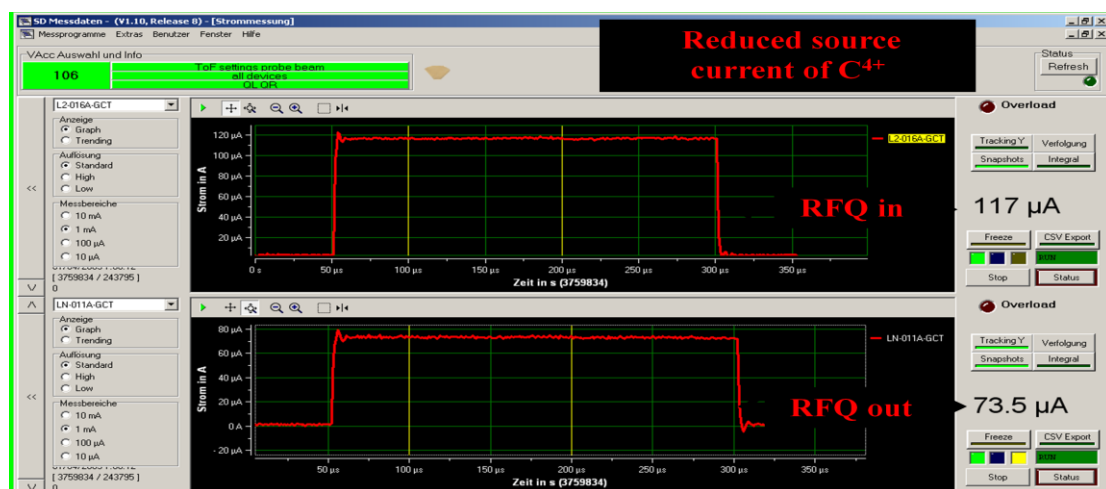 SD Messdaten - (V1.10, Release 8) - [Strommessung]
Messprogramme Extras Benutzer Fenster Hilfe
VAcc Auswahl und Info
106
ToF settings probe beam
all devices
QL QR
Reduced source
current of C⁴⁺
Status
Refresh
L2-016A-GCT
Anzeige
Graph
Trending
Auflösung
Standard
High
Low
<<
Messbereiche
10 mA
1 mA
100 µA
10 µA
[ 3759834 / 243795 ]
0
Strom in A
120 µA
100 µA
80 µA
60 µA
40 µA
20 µA
0 s
50 µs
100 µs
150 µs
200 µs
250 µs
300 µs
350 µs
Zeit in s (3759834)
L2-016A-GCT
RFQ in
Overload
Tracking Y
Verfolgung
Snapshots
Integral
117 µA
Freeze
CSV Export
RUN
Stop
Status
LN-011A-GCT
Anzeige
Graph
Trending
Auflösung
Standard
High
Low
<<
Messbereiche
10 mA
1 mA
100 µA
10 µA
[ 3759834 / 243795 ]
0
Strom in A
80 µA
60 µA
40 µA
20 µA
0 A
-20 µA
50 µs
100 µs
150 µs
200 µs
250 µs
300 µs
350 µs
Zeit in s (3759834)
LN-011A-GCT
RFQ out
Overload
Tracking Y
Verfolgung
Snapshots
Integral
73.5 µA
Freeze
CSV Export
RUN
Stop
Status